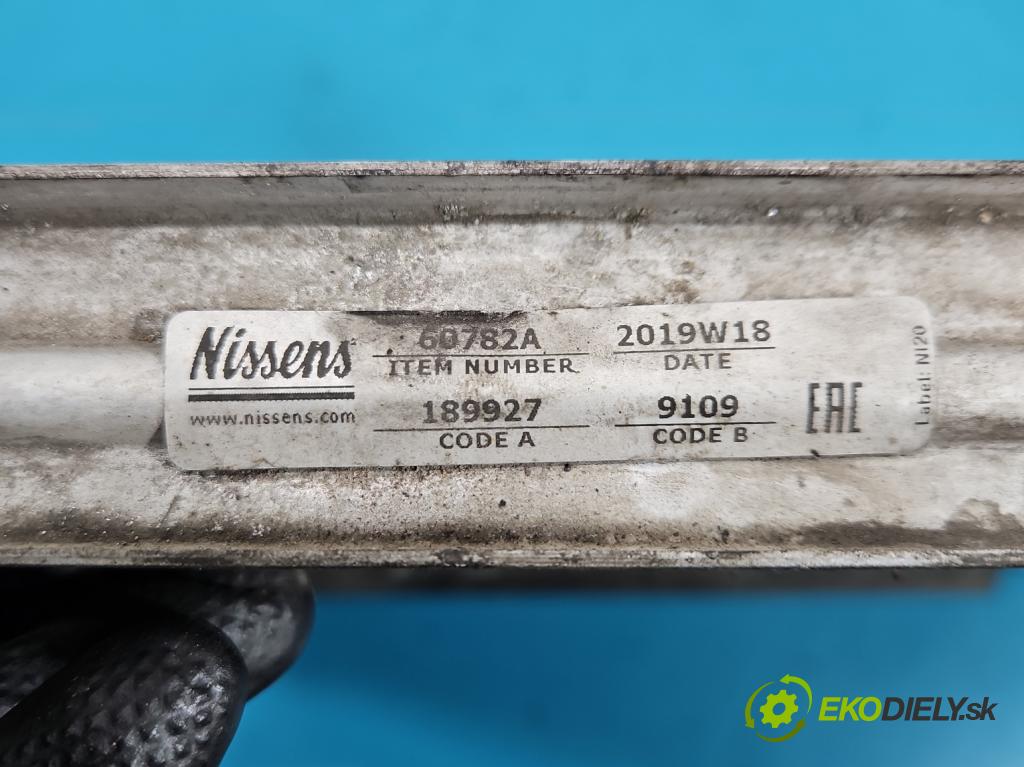 Nissens
www.nissens.com
60782A
ITEM NUMBER
2019W18
DATE
189927
CODE A
9109
CODE B
EAC
Label: NI20
EKODIELY.sk